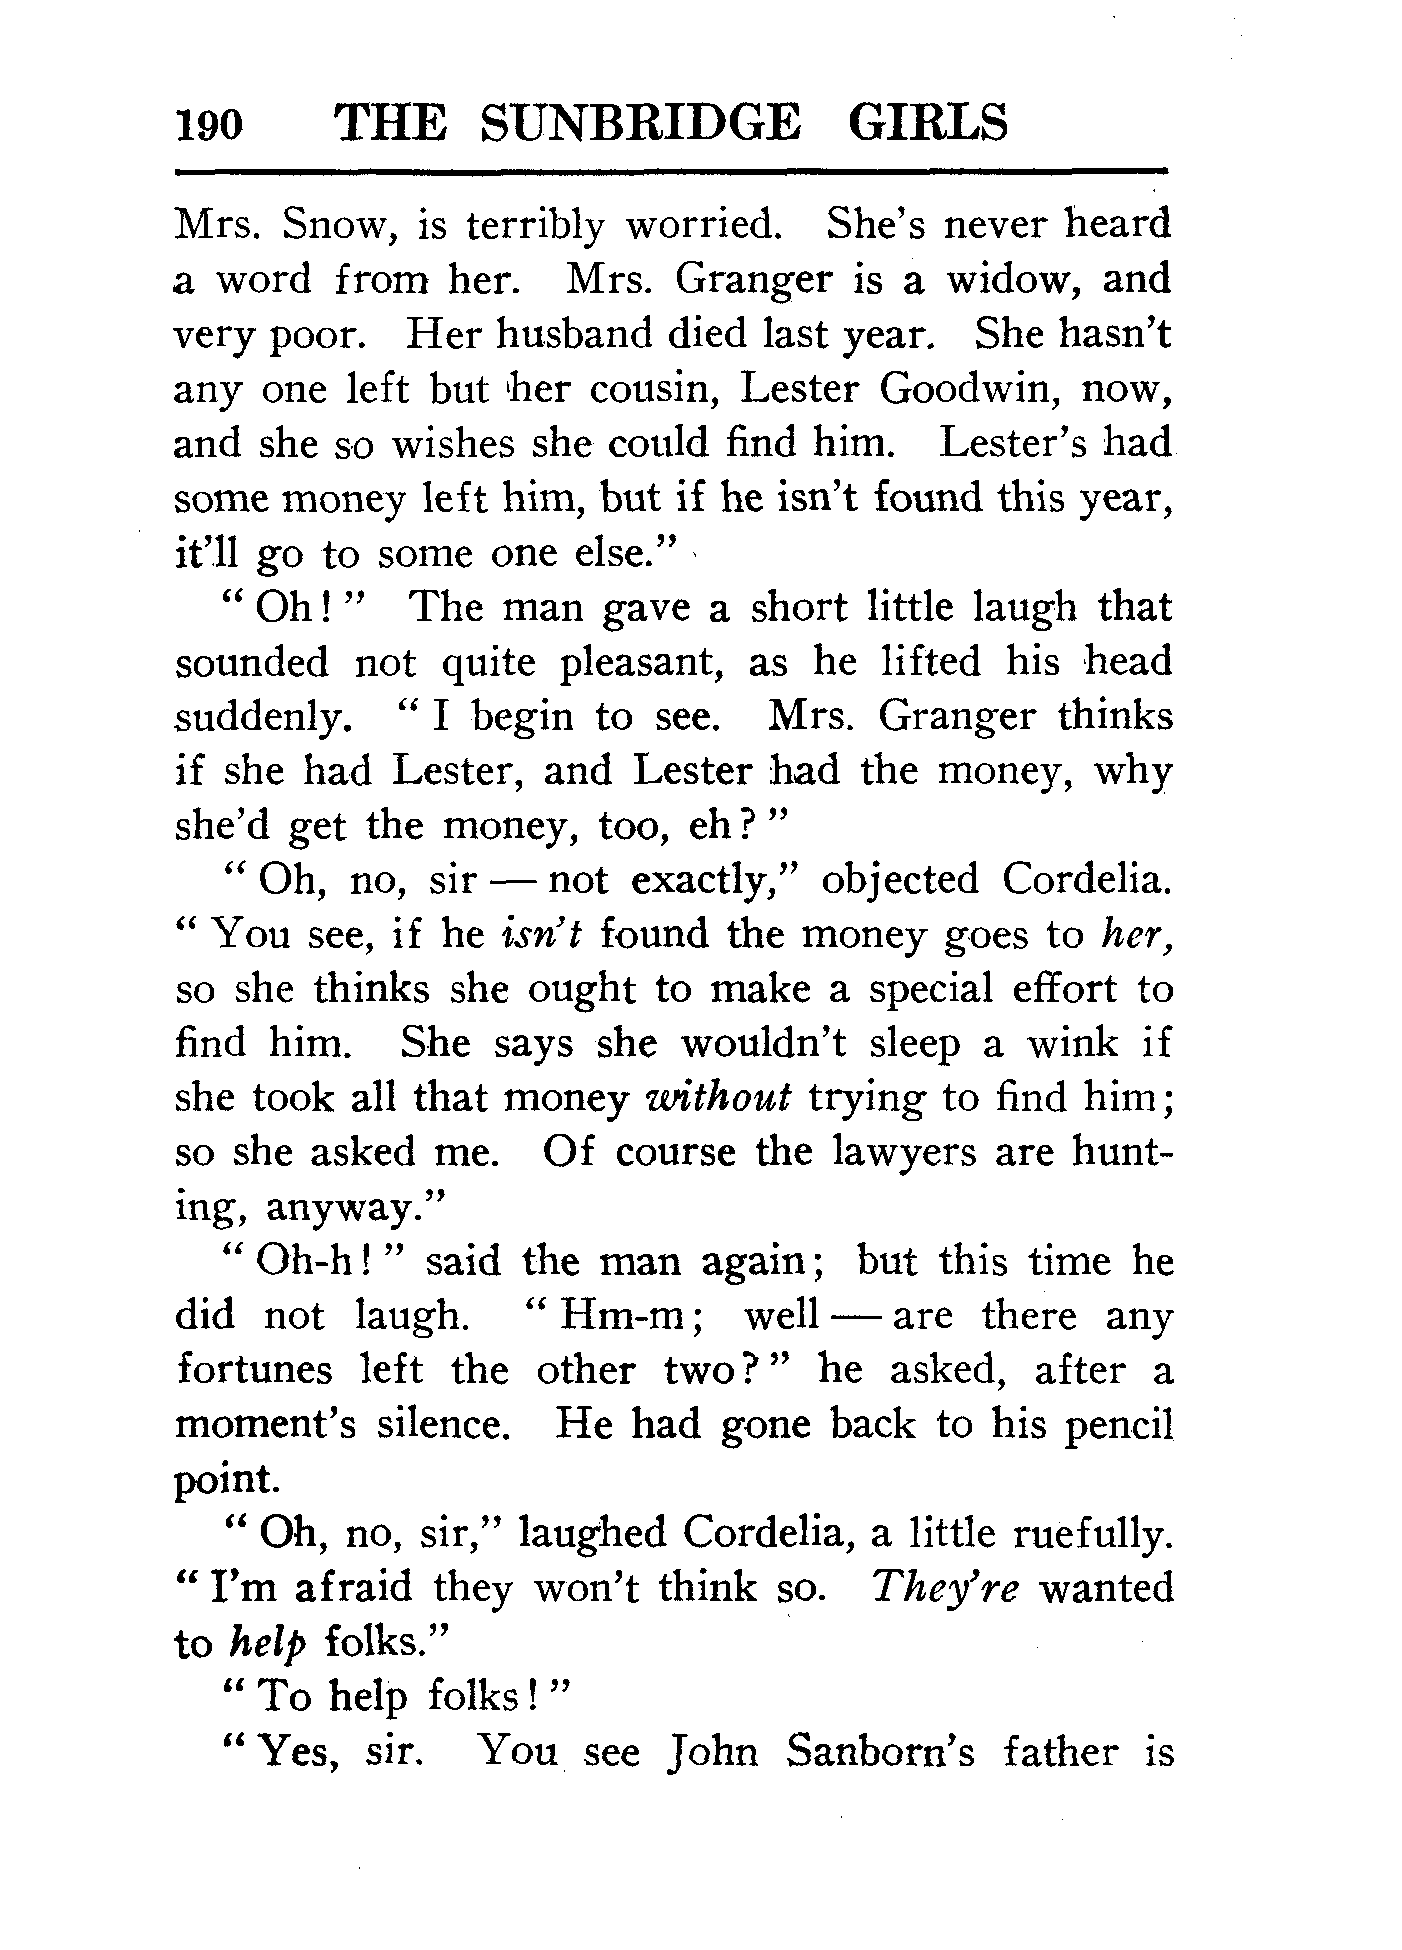 190 THE SUNBRIDGE GIRLS
Mrs. Snow, is terribly worried. She's never heard
a word from her. Mrs. Granger is a widow, and
very poor. Her husband died last year. She hasn't
any one left but her cousin, Lester Goodwin, now,
and she so wishes she could find him. Lester's had
some money left him, but if he isn't found this year,
it'll go to some one else."
" Oh! " The man gave a short little laugh that
sounded not quite pleasant, as he lifted his head
suddenly. " I begin to see. Mrs. Granger thinks
if she had Lester, and Lester had the money, why
she'd get the money, too, eh? "
" Oh, no, sir — not exactly," objected Cordelia.
" You see, if he isn't found the money goes to her,
so she thinks she ought to make a special effort to
find him. She says she wouldn't sleep a wink if
she took all that money without trying to find him;
so she asked me. Of course the lawyers are hunt-
ing, anyway."
" Oh-h! " said the man again; but this time he
did not laugh. " Hm-m; well — are there any
fortunes left the other two? " he asked, after a
moment's silence. He had gone back to his pencil
point.
" Oh, no, sir," laughed Cordelia, a little ruefully.
" I'm afraid they won't think so. They're wanted
to help folks."
" To help folks! "
" Yes, sir. You see John Sanborn's father is